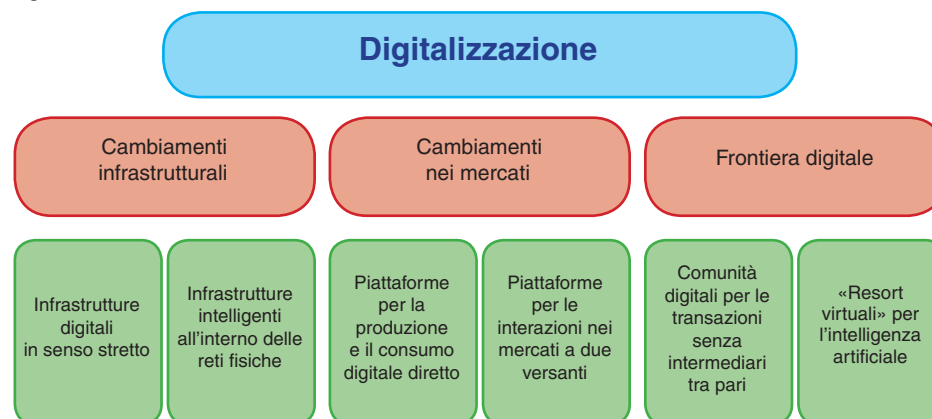 Digitalizzazione
Cambiamenti
infrastrutturali
Cambiamenti
nei mercati
Frontiera digitale
Infrastrutture
digitali
in senso stretto
Infrastrutture
intelligenti
all'interno delle
reti fisiche
Piattaforme
per la
produzione
e il consumo
digitale diretto
Piattaforme
per le
interazioni nei
mercati a due
versanti
Comunità
digitali per le
transazioni
senza
intermediari
tra pari
«Resort
virtuali» per
l'intelligenza
artificiale